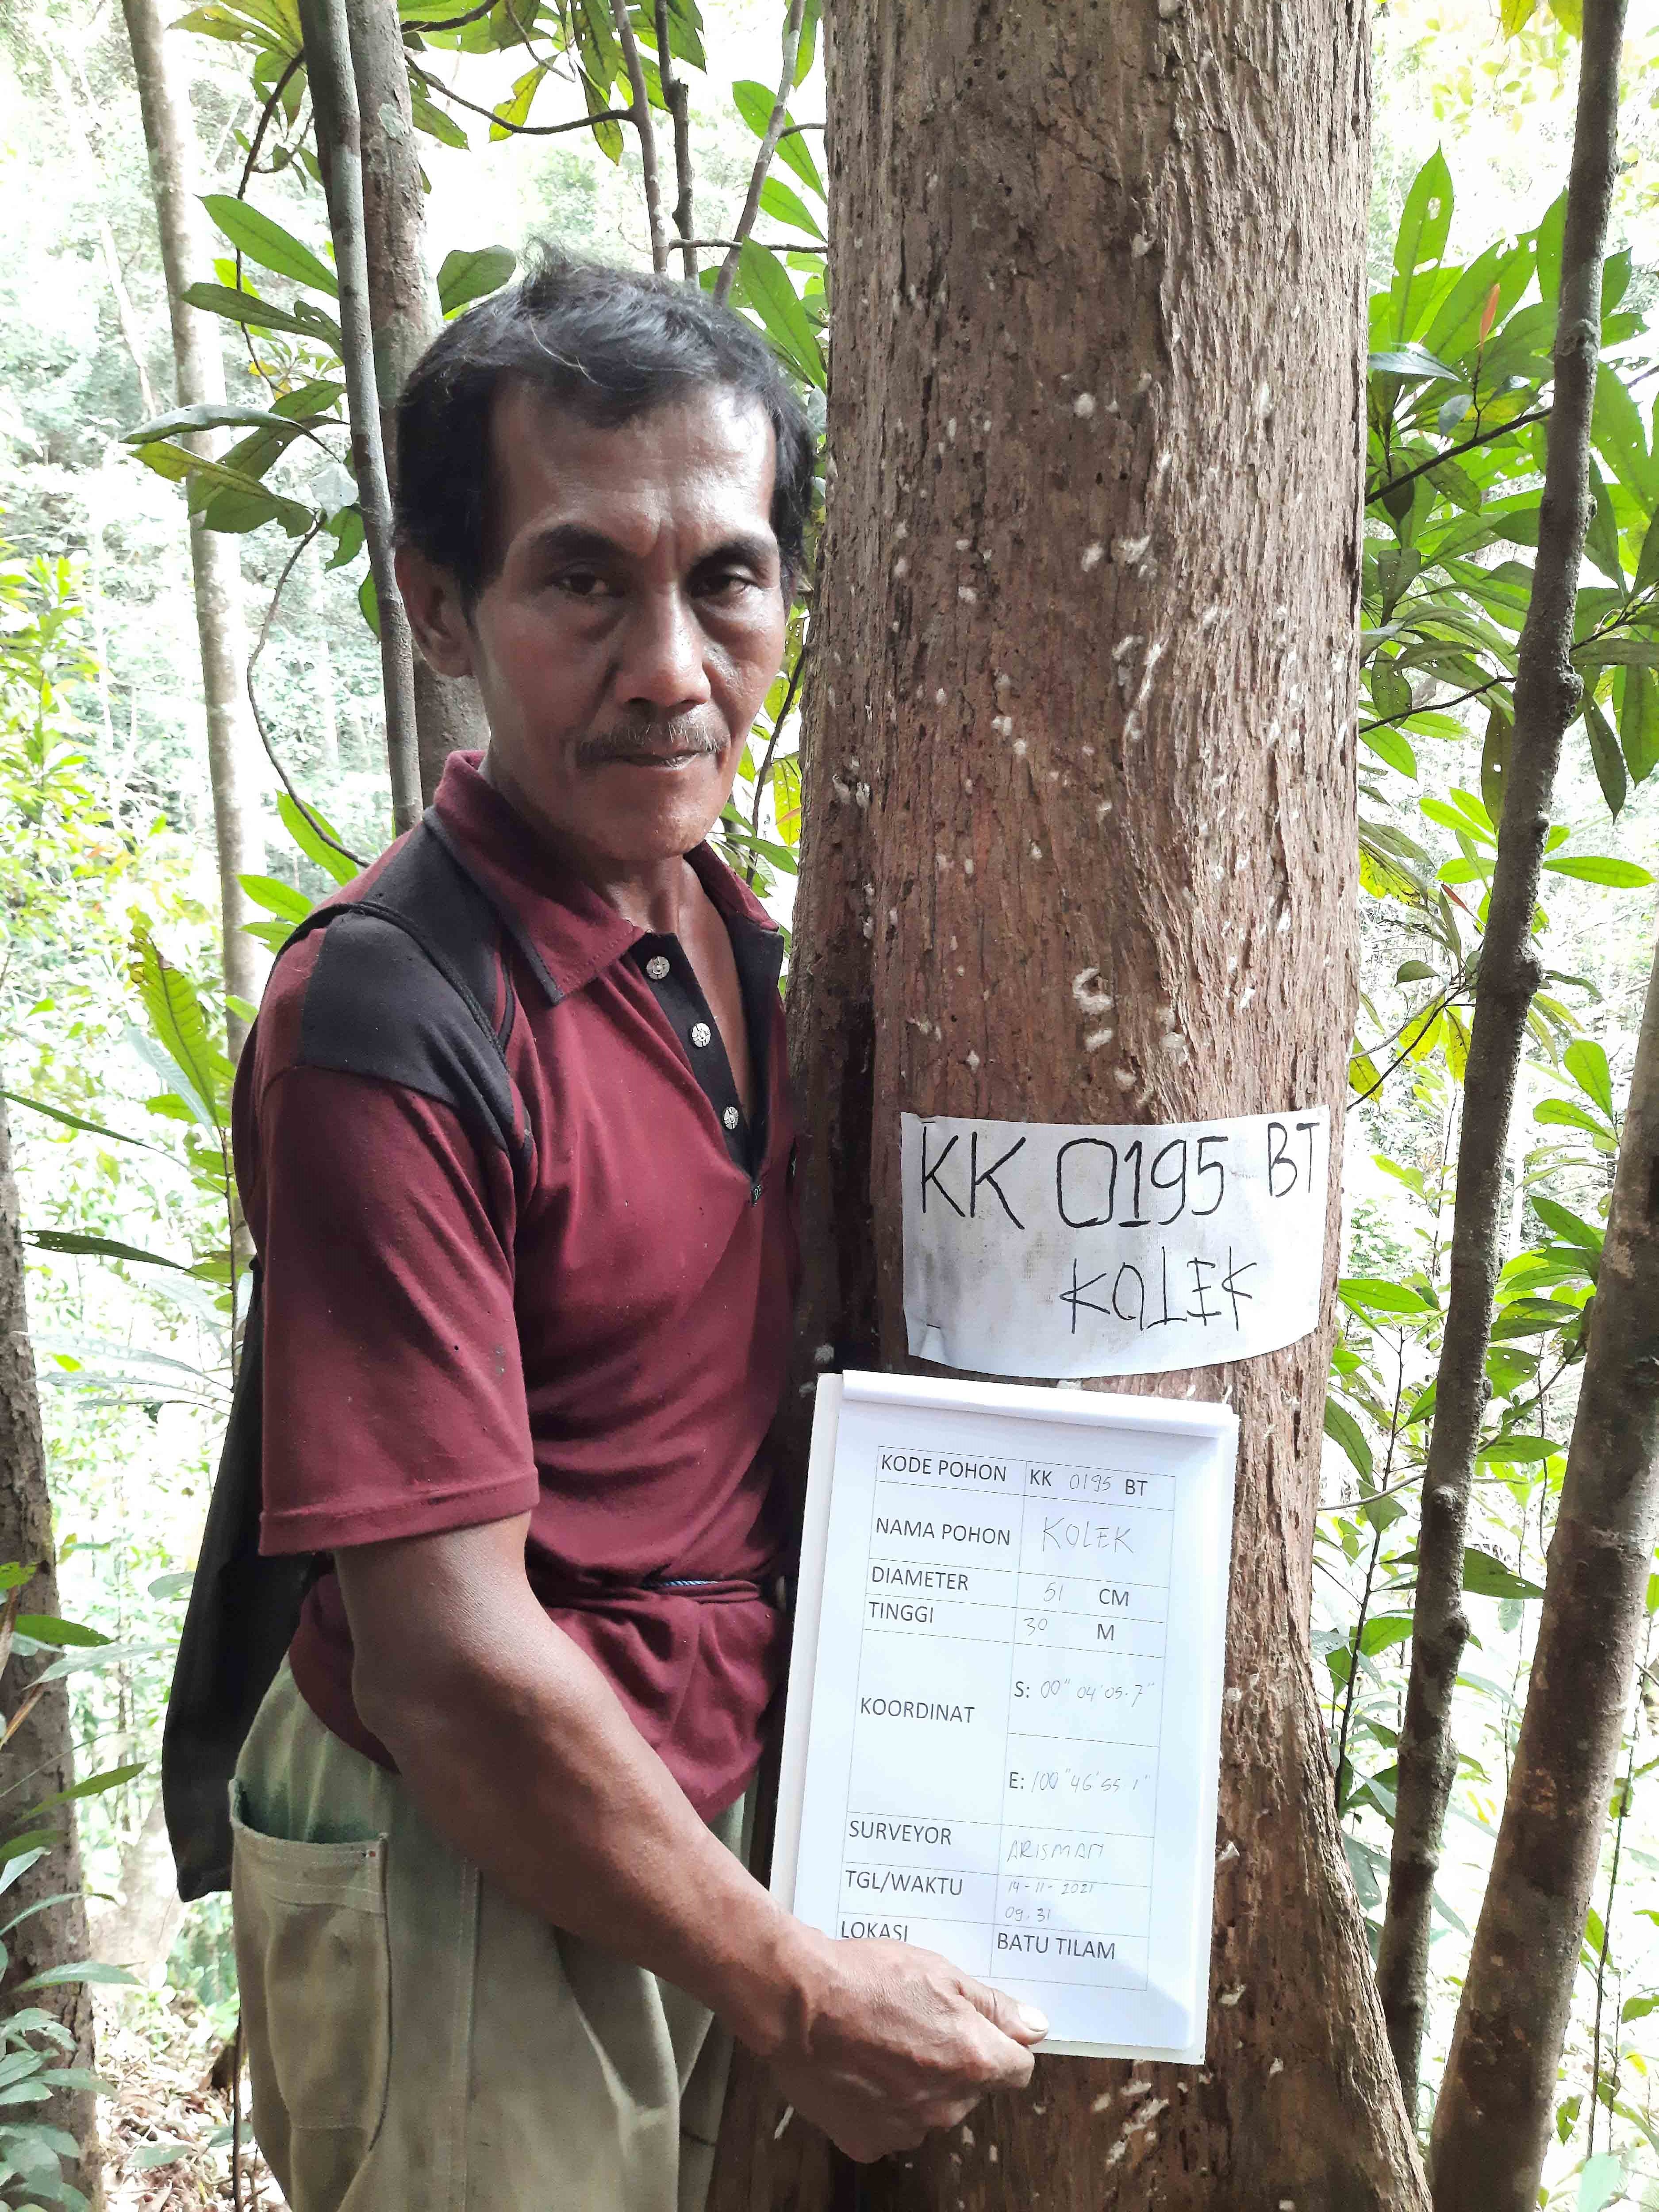 KK 0195 BT
KOLEK
KODE POHON KK 0195 BT
NAMA POHON KOLEK
DIAMETER 51 CM
TINGGI 30 M
KOORDINAT
S: 00" 04' 05.7"
E: 100" 46' 55 1"
SURVEYOR ARISMAN
TGL/WAKTU 14-11-2021
09.31
LOKASI BATU TILAM